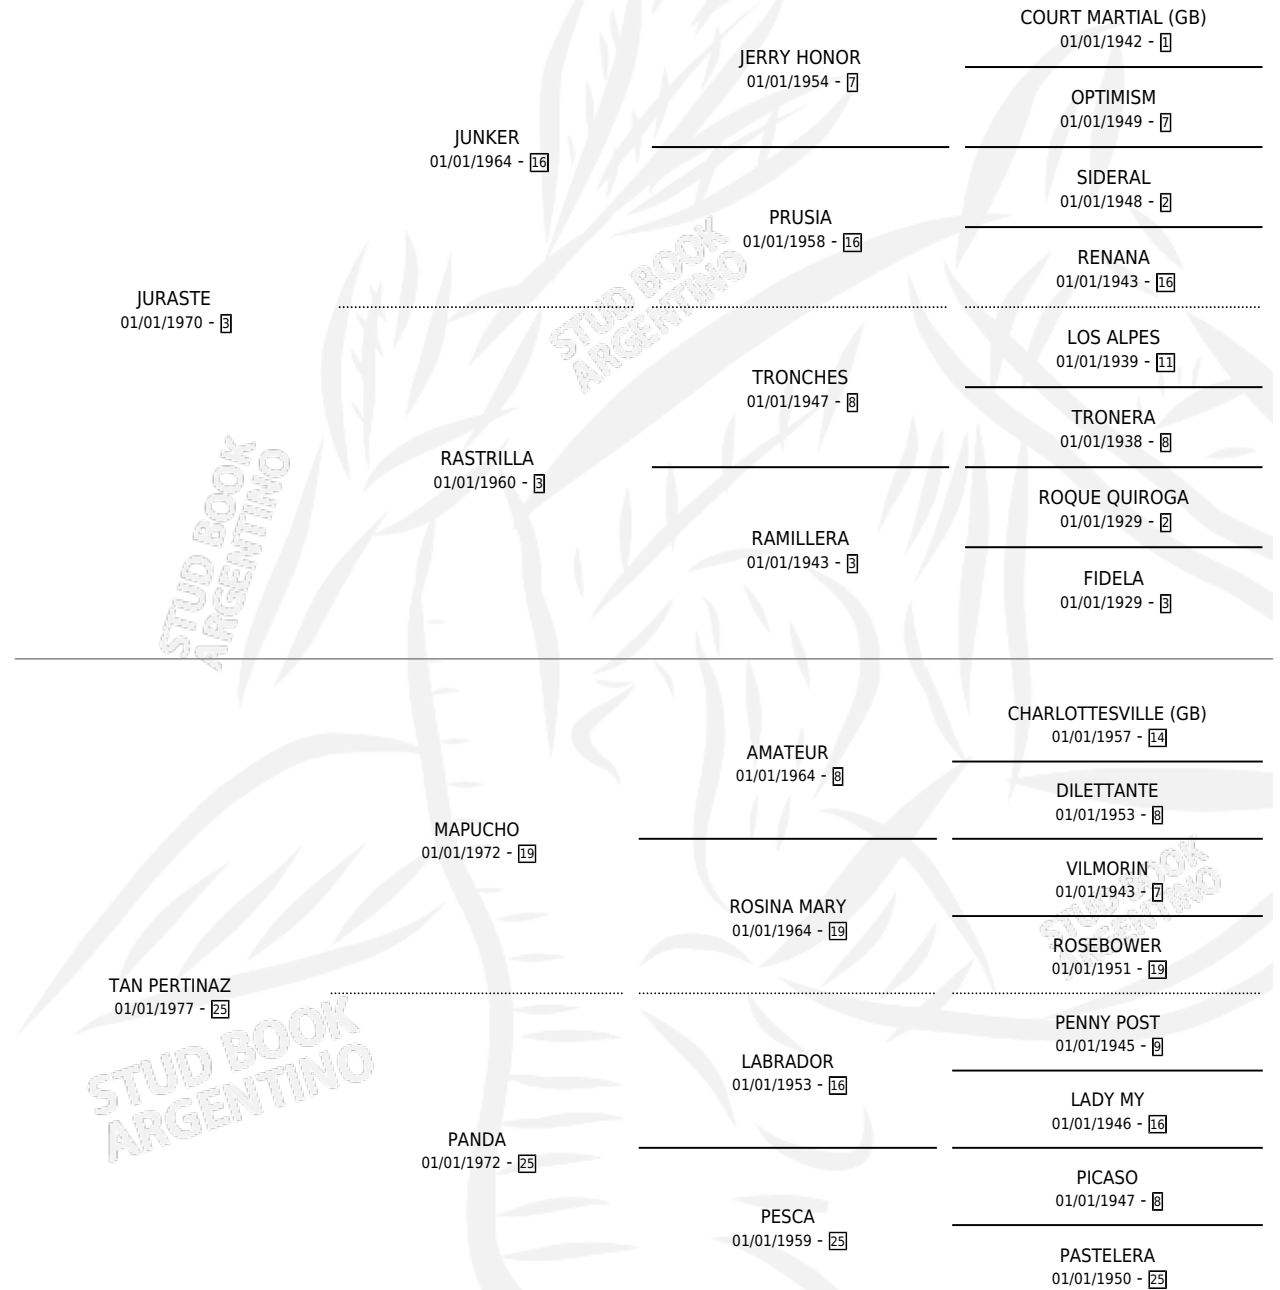 COURT MARTIAL (GB)
01/01/1942 - 1
JERRY HONOR
01/01/1954 - 7
OPTIMISM
01/01/1949 - 7
JUNKER
01/01/1964 - 16
SIDERAL
01/01/1948 - 2
PRUSIA
01/01/1958 - 16
RENANA
01/01/1943 - 16
JURASTE
01/01/1970 - 3
STUD BOOK
ARGENTINO
LOS ALPES
01/01/1939 - 11
TRONCHES
01/01/1947 - 8
TRONERA
01/01/1938 - 8
RASTRILLA
01/01/1960 - 3
ROQUE QUIROGA
01/01/1929 - 2
RAMILLERA
01/01/1943 - 3
FIDELA
01/01/1929 - 3
STUD BOOK
ARGENTINO
CHARLOTTESVILLE (GB)
01/01/1957 - 14
AMATEUR
01/01/1964 - 8
DILETTANTE
01/01/1953 - 8
MAPUCHO
01/01/1972 - 19
VILMORIN
01/01/1943 - 7
ROSINA MARY
01/01/1964 - 19
ROSEBOWER
01/01/1951 - 19
STUD BOOK
ARGENTINO
TAN PERTINAZ
01/01/1977 - 25
PENNY POST
01/01/1945 - 9
LABRADOR
01/01/1953 - 16
LADY MY
01/01/1946 - 16
STUD BOOK
ARGENTINO
PANDA
01/01/1972 - 25
PICASO
01/01/1947 - 8
PESCA
01/01/1959 - 25
PASTELERA
01/01/1950 - 25